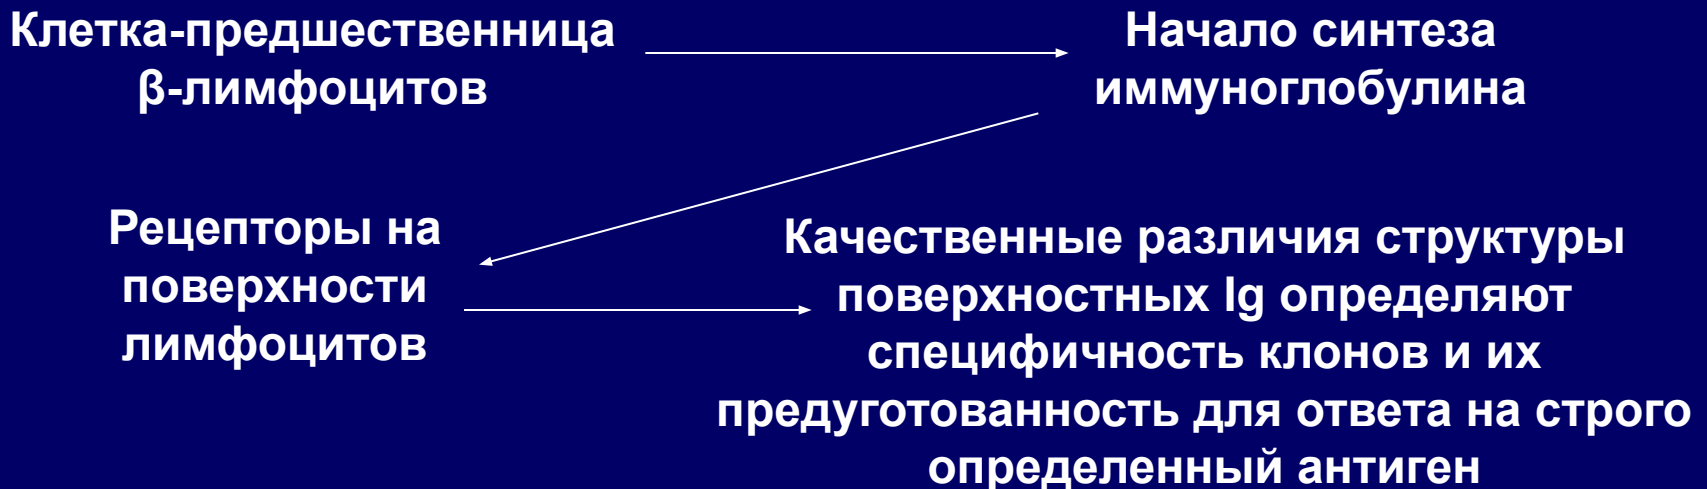 Клетка-предшественница
β-лимфоцитов
Начало синтеза
иммуноглобулина
Рецепторы на
поверхности
лимфоцитов
Качественные различия структуры
поверхностных Ig определяют
специфичность клонов и их
предуготованность для ответа на строго
определенный антиген